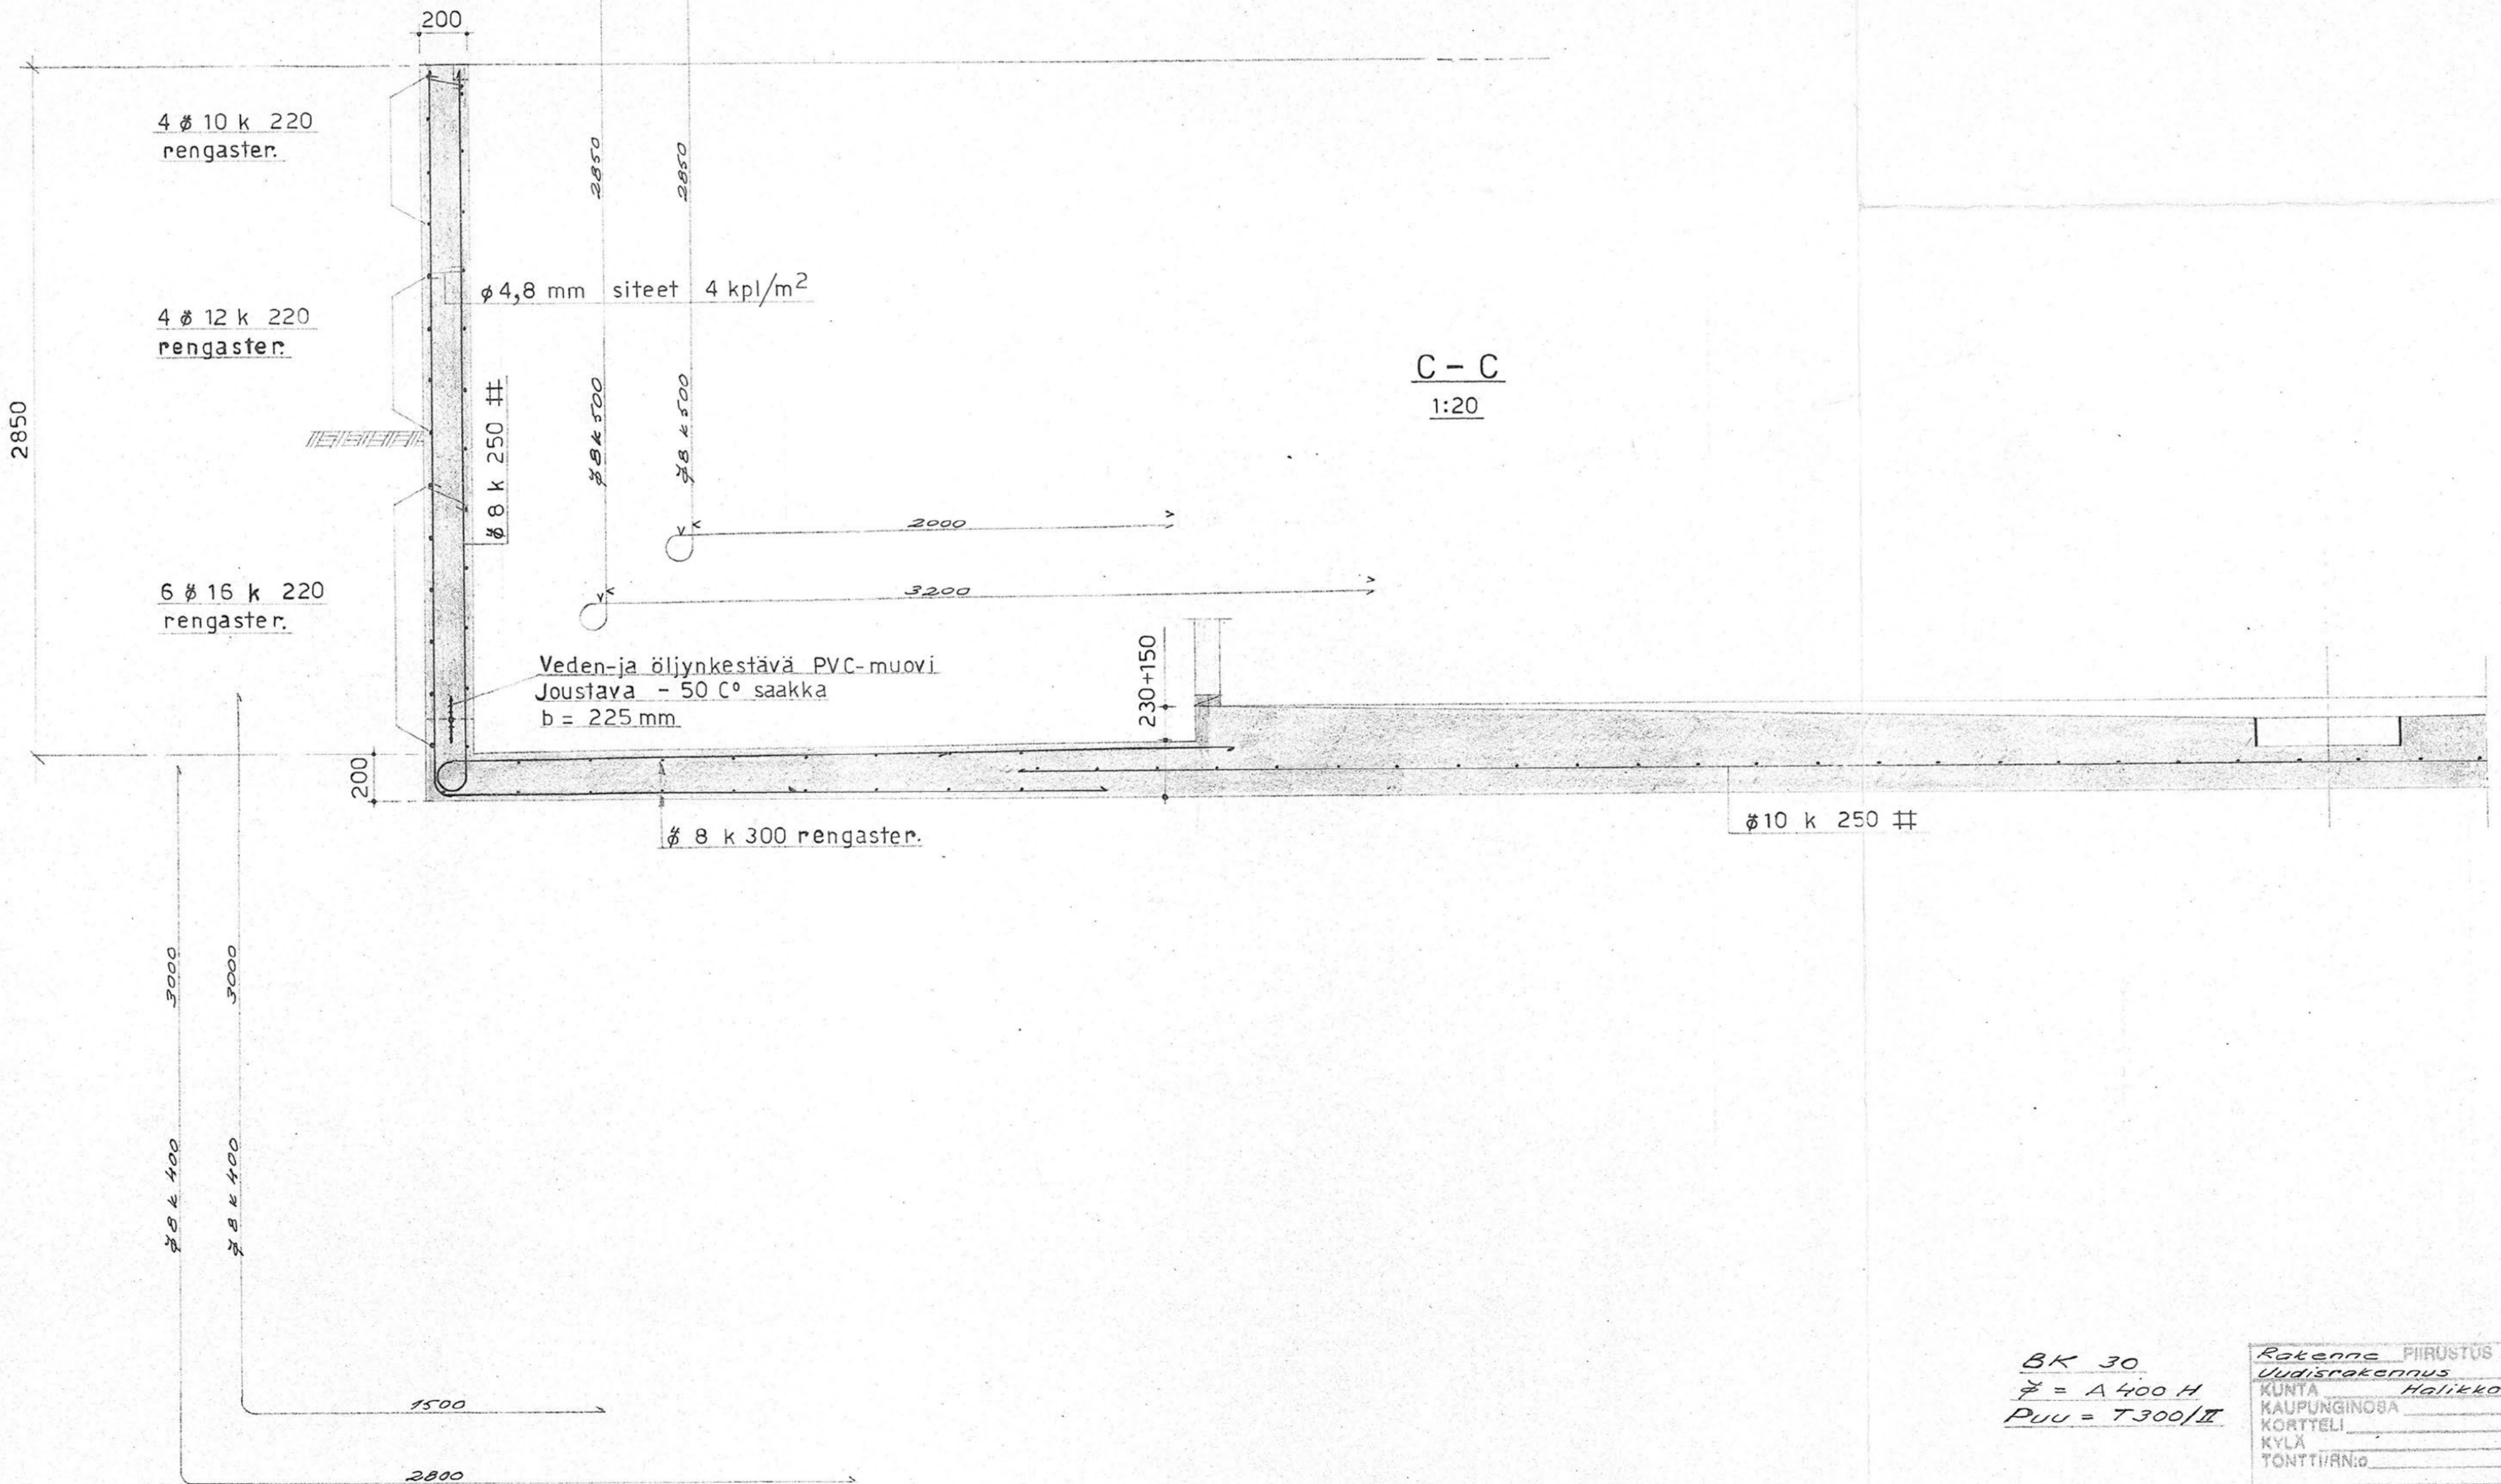 200
4 ø 10 k 220
rengaster.
2850
2850
2850
ø 4,8 mm siteet 4 kpl/m²
4 ø 12 k 220
rengaster.
ø 8 k 250 #
ø 8 k 500
ø 8 k 500
C – C
1:20
2000
3200
6 ø 16 k 220
rengaster.
Veden-ja öljynkestävä PVC-muovi
Joustava - 50 C° saakka
b = 225 mm
230+150
200
ø 8 k 300 rengaster.
ø 10 k 250 #
3000
3000
ø 8 k 400
ø 8 k 400
1500
2800
BK 30
ø = A 400 H
Puu = T300/II
Rakenne PIIRUSTUS
Uudisrakennus
KUNTA Halikko
KAUPUNGINOSA
KORTTELI
KYLÄ
TONTTI/RN:o